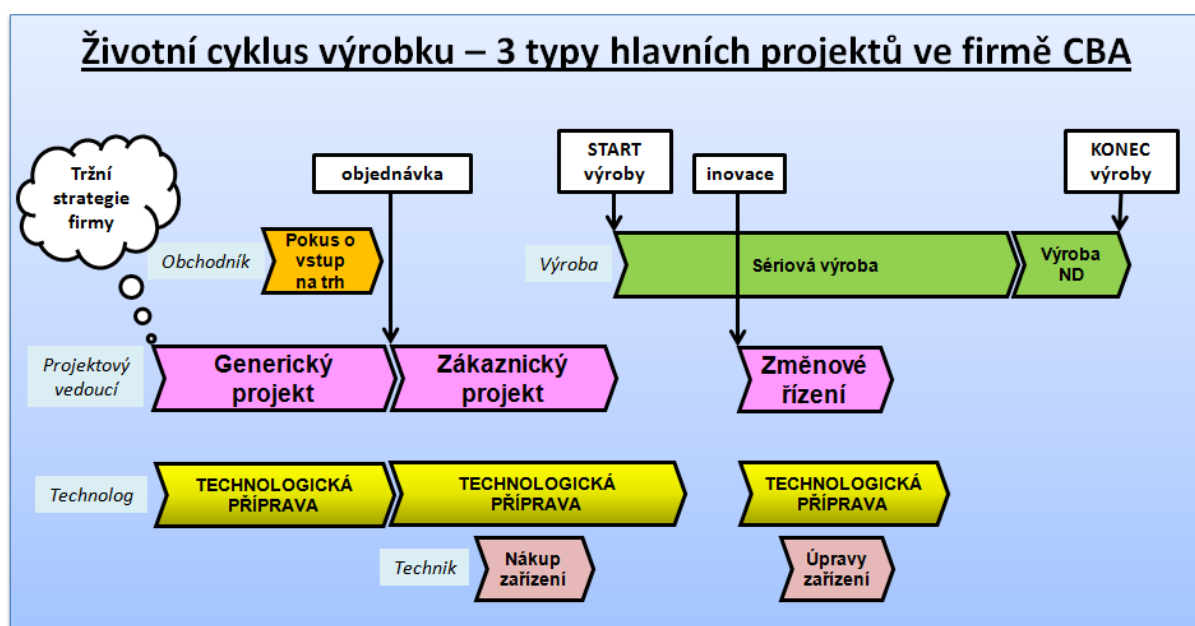 Životní cyklus výrobku – 3 typy hlavních projektů ve firmě CBA
Tržní
strategie
firmy
objednávka
START
výroby
inovace
KONEC
výroby
Obchodník
Pokus o
vstup
na trh
Výroba
Sériová výroba
Výroba
ND
Projektový
vedoucí
Generický
projekt
Zákaznický
projekt
Změnové
řízení
Technolog
TECHNOLOGICKÁ
PŘÍPRAVA
TECHNOLOGICKÁ
PŘÍPRAVA
TECHNOLOGICKÁ
PŘÍPRAVA
Technik
Nákup
zařízení
Úpravy
zařízení